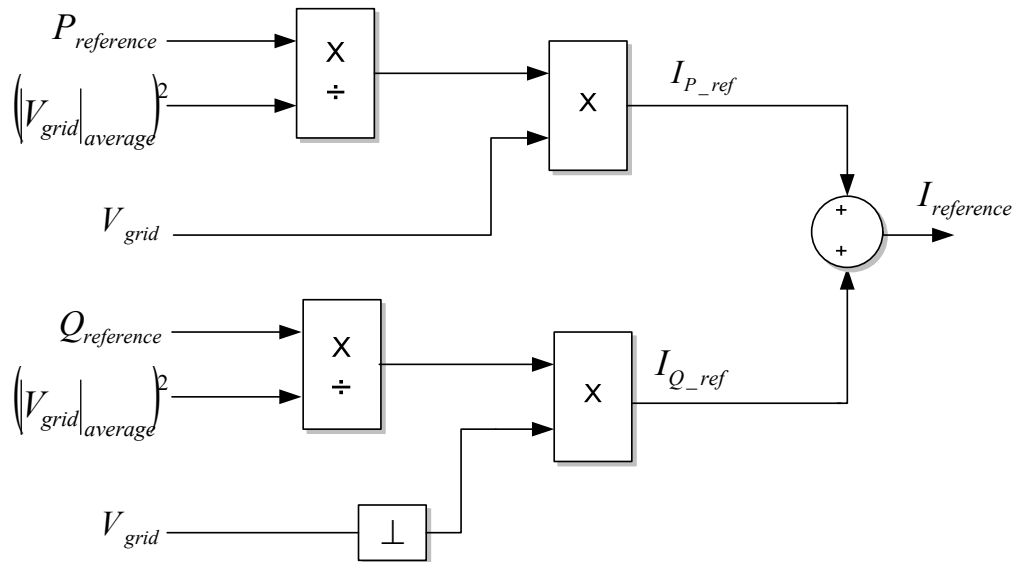 P_reference
X
÷
(|V_grid|_average)^2
X
I_P_ref
V_grid
+
+
I_reference
Q_reference
X
÷
(|V_grid|_average)^2
X
I_Q_ref
V_grid
⊥